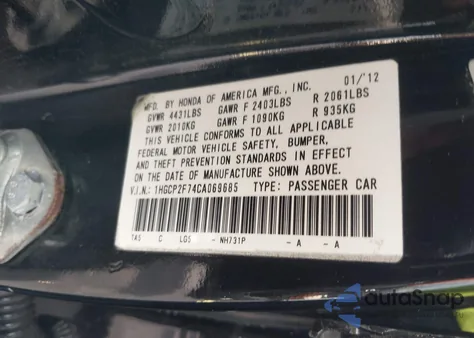 MFD. BY HONDA OF AMERICA MFG., INC. 01/'12
GVWR 4431LBS GAWR F 2403LBS R 2061LBS
GVWR 2010KG GAWR F 1090KG R 935KG
THIS VEHICLE CONFORMS TO ALL APPLICABLE
FEDERAL MOTOR VEHICLE SAFETY, BUMPER,
AND THEFT PREVENTION STANDARDS IN EFFECT
ON THE DATE OF MANUFACTURE SHOWN ABOVE.
V.I.N.: 1HGCP2F74CA069685 TYPE: PASSENGER CAR
TA5 C LG5 - NH731P - A - A
autoSnap